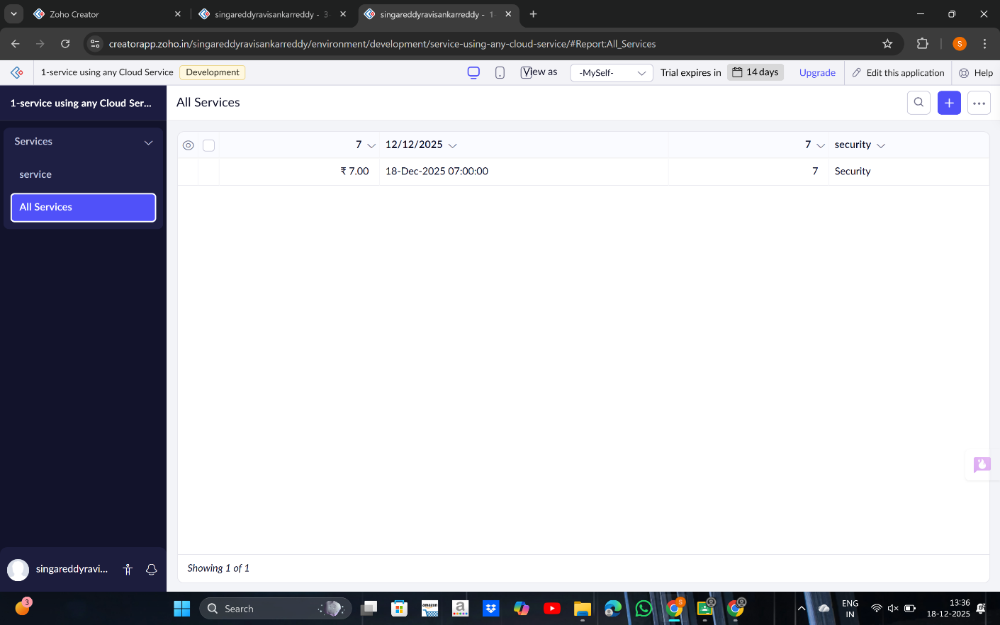 Zoho Creator
singareddyravisankarreddy - 3-
singareddyravisankarreddy - 1-
creatorapp.zoho.in/singareddyravisankarreddy/environment/development/service-using-any-cloud-service/#Report:All_Services
S
1-service using any Cloud Service
Development
View as
-MySelf-
Trial expires in
14 days
Upgrade
Edit this application
Help
1-service using any Cloud Ser...
Services
service
All Services
All Services
7 12/12/2025 7 security
₹ 7.00 18-Dec-2025 07:00:00 7 Security
Showing 1 of 1
singareddyravi...
3
Search
amazon
a
S
ENG
IN
13:36
18-12-2025